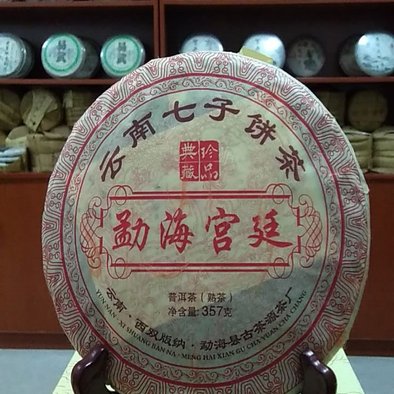 云南七子饼茶
珍品
典藏
勐海宫廷
普洱茶（熟茶）
净含量: 357克
云南·西双版纳·勐海县古茶源茶厂
YUN NAN · XI SHUANG BAN NA · MENG HAI XIAN GU CHA YUAN CHA CHANG